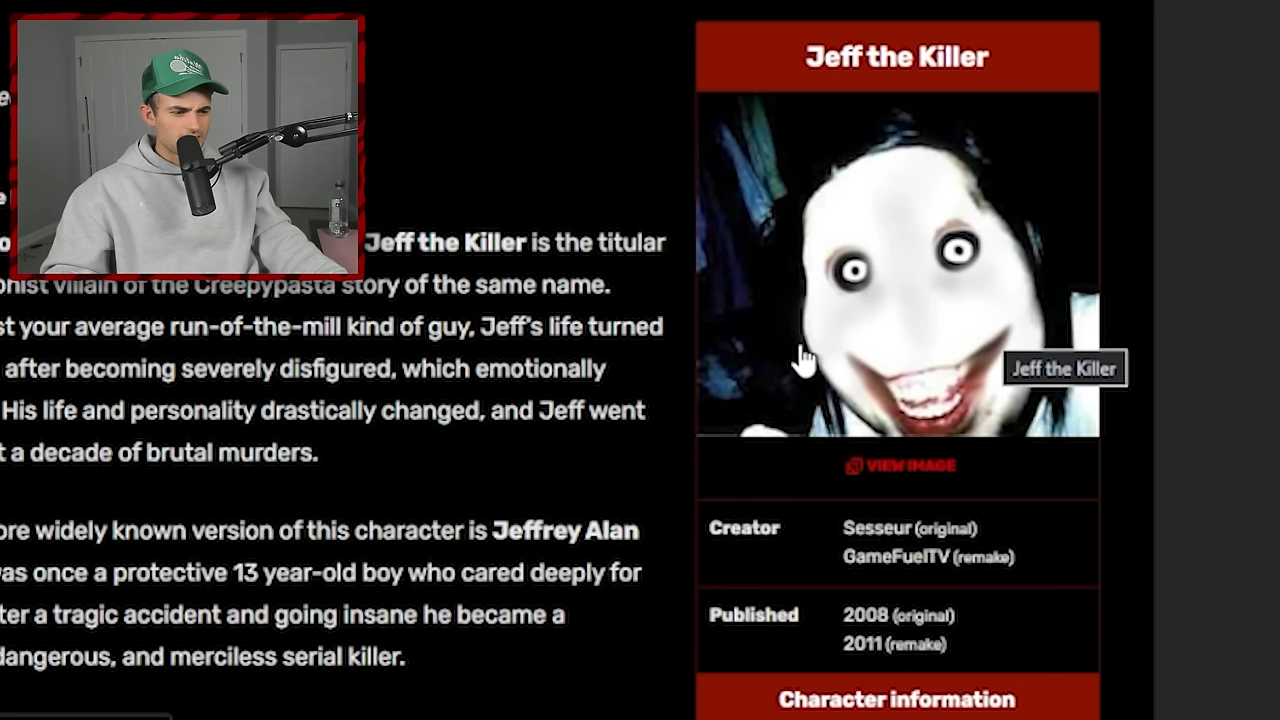 Jeff the Killer is the titular
villain of the Creepypasta story of the same name.
your average run-of-the-mill kind of guy, Jeff's life turned
after becoming severely disfigured, which emotionally
His life and personality drastically changed, and Jeff went
a decade of brutal murders.
widely known version of this character is Jeffrey Alan
was once a protective 13 year-old boy who cared deeply for
a tragic accident and going insane he became a
dangerous, and merciless serial killer.
Jeff the Killer
Jeff the Killer
VIEW IMAGE
Creator Sesseur (original)
GameFuelTV (remake)
Published 2008 (original)
2011 (remake)
Character information